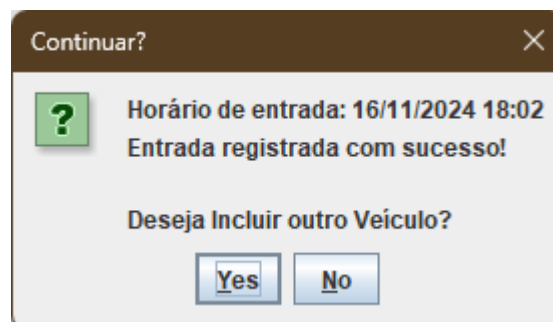 Continuar?
?
Horário de entrada: 16/11/2024 18:02
Entrada registrada com sucesso!
Deseja Incluir outro Veículo?
Yes No